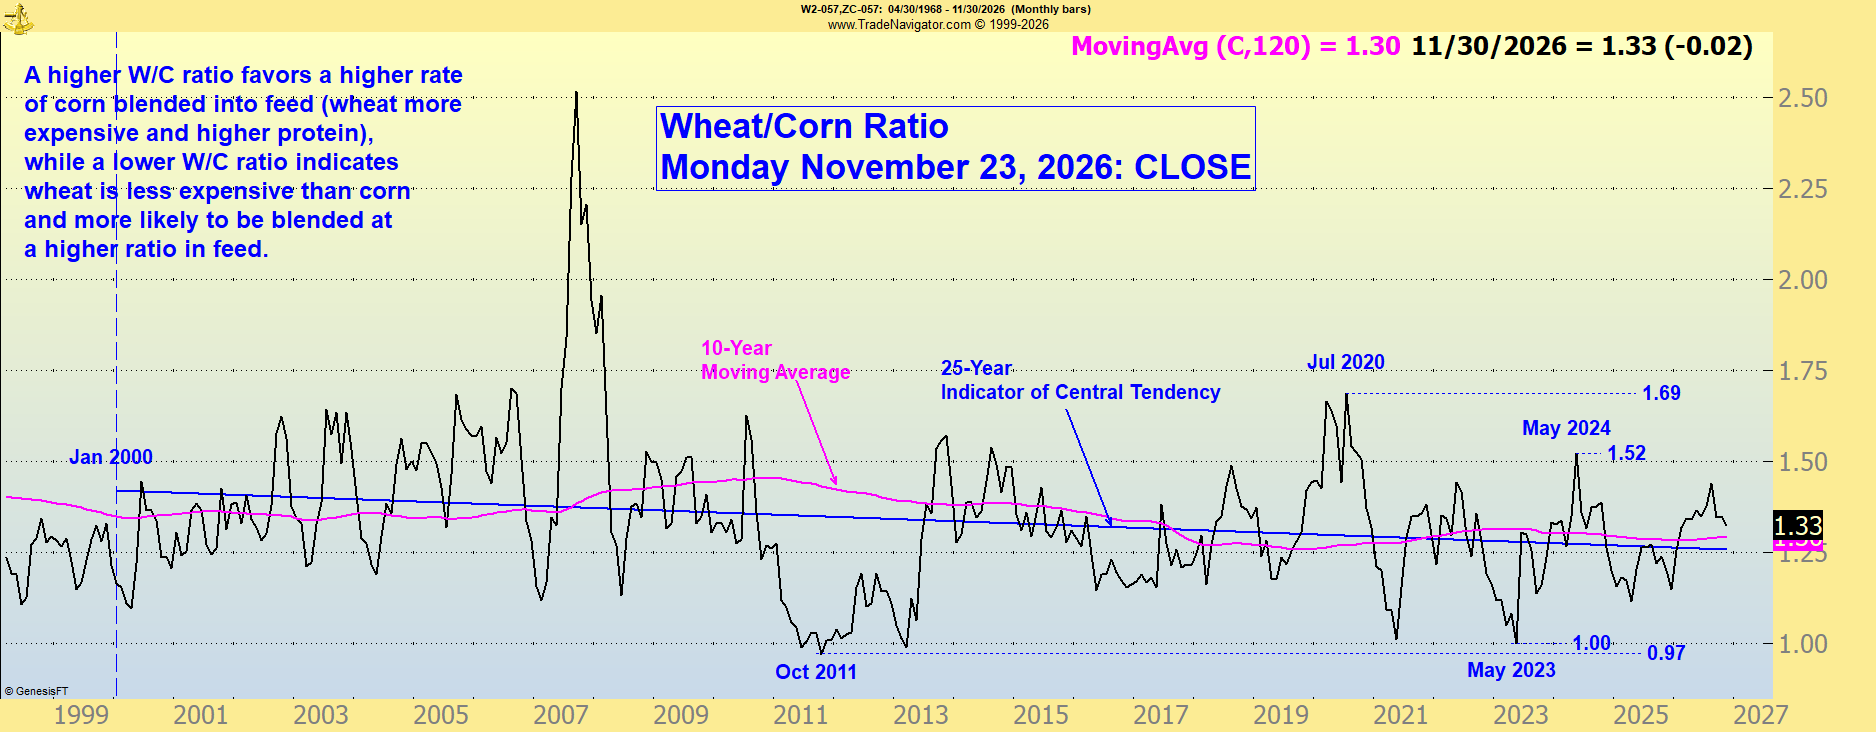 W2-057,ZC-057: 04/30/1968 - 11/30/2026 (Monthly bars)
www.TradeNavigator.com © 1999-2026
MovingAvg (C,120) = 1.30 11/30/2026 = 1.33 (-0.02)
A higher W/C ratio favors a higher rate
of corn blended into feed (wheat more
expensive and higher protein),
while a lower W/C ratio indicates
wheat is less expensive than corn
and more likely to be blended at
a higher ratio in feed.
Wheat/Corn Ratio
Monday November 23, 2026: CLOSE
2.50
2.25
2.00
1.75
1.50
1.33
1.30
1.25
1.00
10-Year
Moving Average
25-Year
Indicator of Central Tendency
Jul 2020
1.69
May 2024
1.52
Jan 2000
1.00
0.97
Oct 2011
May 2023
© GenesisFT
1999 2001 2003 2005 2007 2009 2011 2013 2015 2017 2019 2021 2023 2025 2027